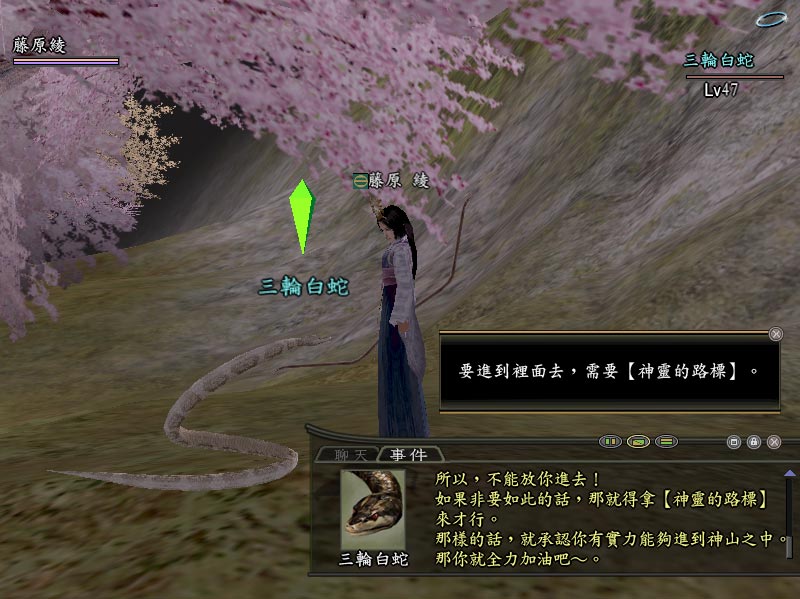 藤原綾
三輪白蛇
Lv47
藤原 綾
三輪白蛇
要進到裡面去，需要【神靈的路標】。
聊天 事件
所以，不能放你進去！
如果非要如此的話，那就得拿【神靈的路標】
來才行。
那樣的話，就承認你有實力能夠進到神山之中。
那你就全力加油吧～。
三輪白蛇